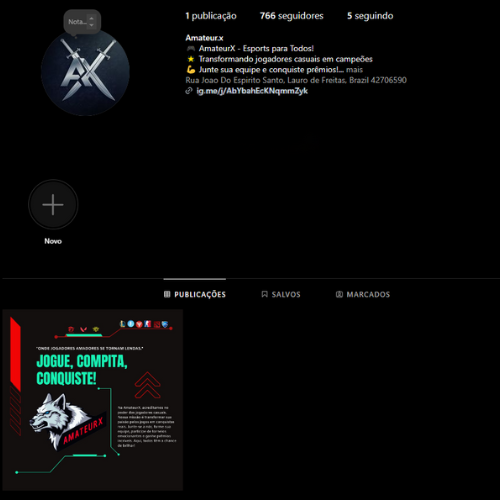 Nota...
1 publicação 766 seguidores 5 seguindo
AX
Amateur.x
🎮 AmateurX - Esports para Todos!
⭐ Transformando jogadores casuais em campeões
💪 Junte sua equipe e conquiste prêmios!... mais
Rua Joao Do Espirito Santo, Lauro de Freitas, Brazil 42706590
ig.me/j/AbYbahEcKNqmmZyk
Novo
PUBLICAÇÕES SALVOS MARCADOS
"ONDE JOGADORES AMADORES SE TORNAM LENDAS."
JOGUE, COMPITA,
CONQUISTE!
AMATEURX